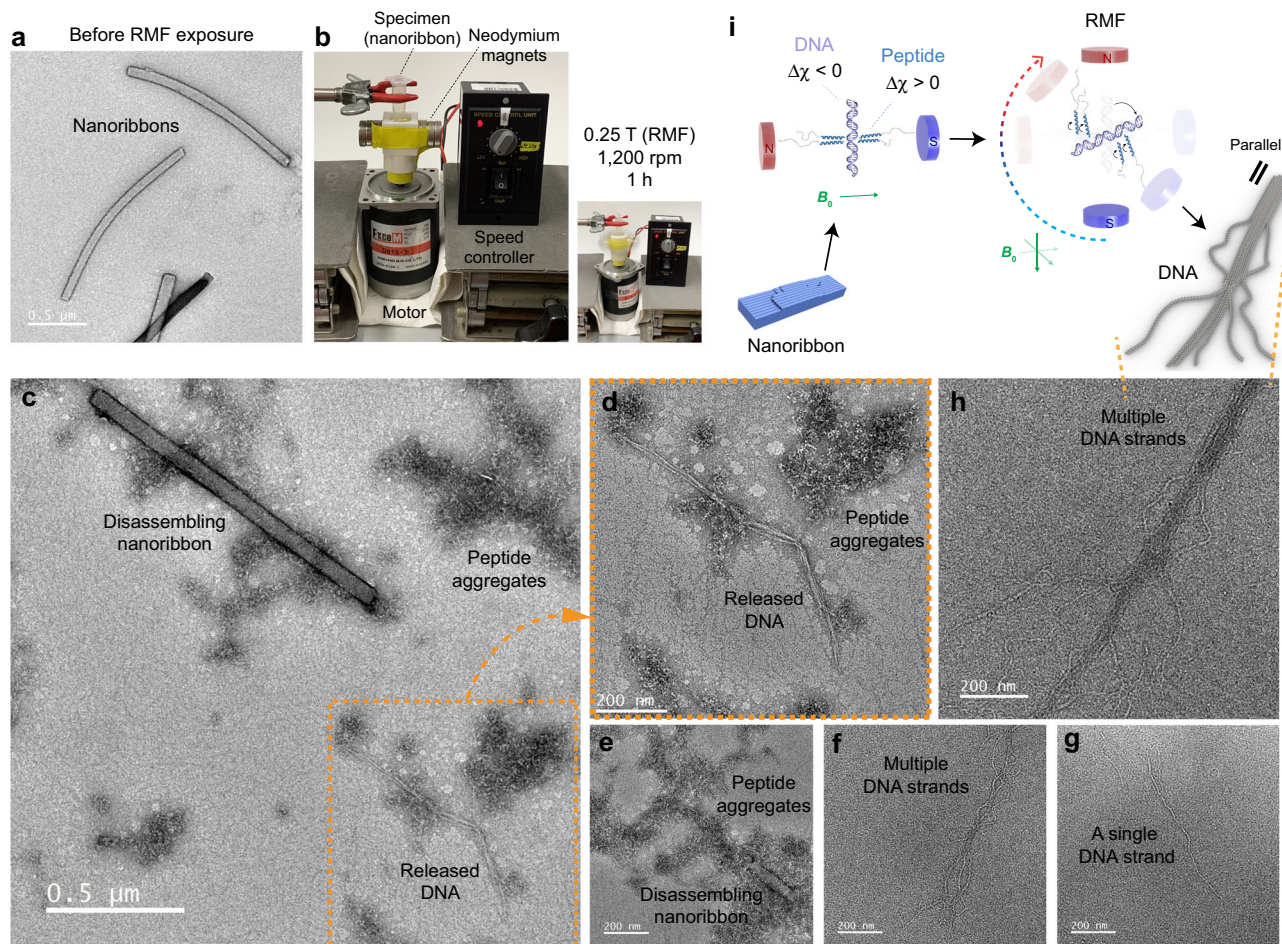 a
Before RMF exposure
Nanoribbons
0.5 μm
b
Specimen
(nanoribbon)
Neodymium
magnets
SPEED CONTROL UNIT
RUN
Speed
controller
Motor
0.25 T (RMF)
1,200 rpm
1 h
i
DNA
Δχ < 0
Peptide
Δχ > 0
N
S
B₀
Nanoribbon
RMF
N
S
B₀
Parallel
DNA
c
Disassembling
nanoribbon
Peptide
aggregates
Released
DNA
0.5 μm
d
Peptide
aggregates
Released
DNA
200 nm
h
Multiple
DNA strands
200 nm
e
Peptide
aggregates
Disassembling
nanoribbon
200 nm
f
Multiple
DNA strands
200 nm
g
A single
DNA strand
200 nm